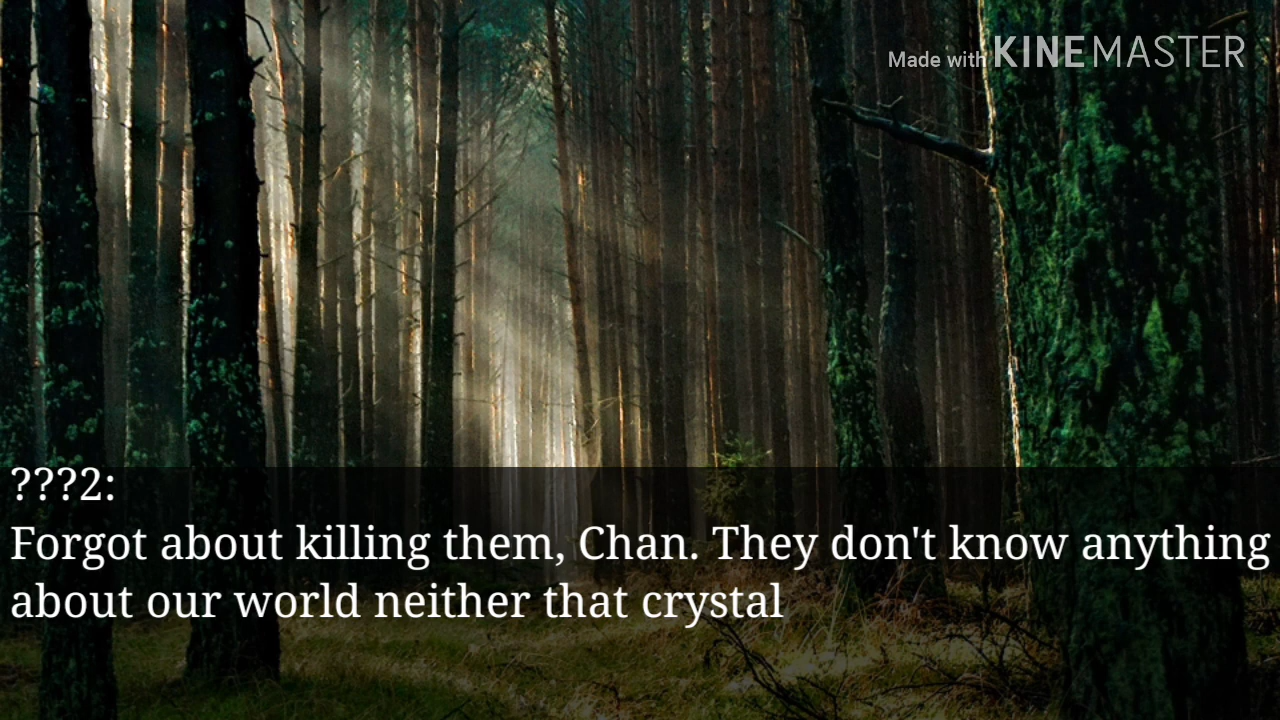 Made with KINEMASTER
???2:
Forgot about killing them, Chan. They don't know anything
about our world neither that crystal